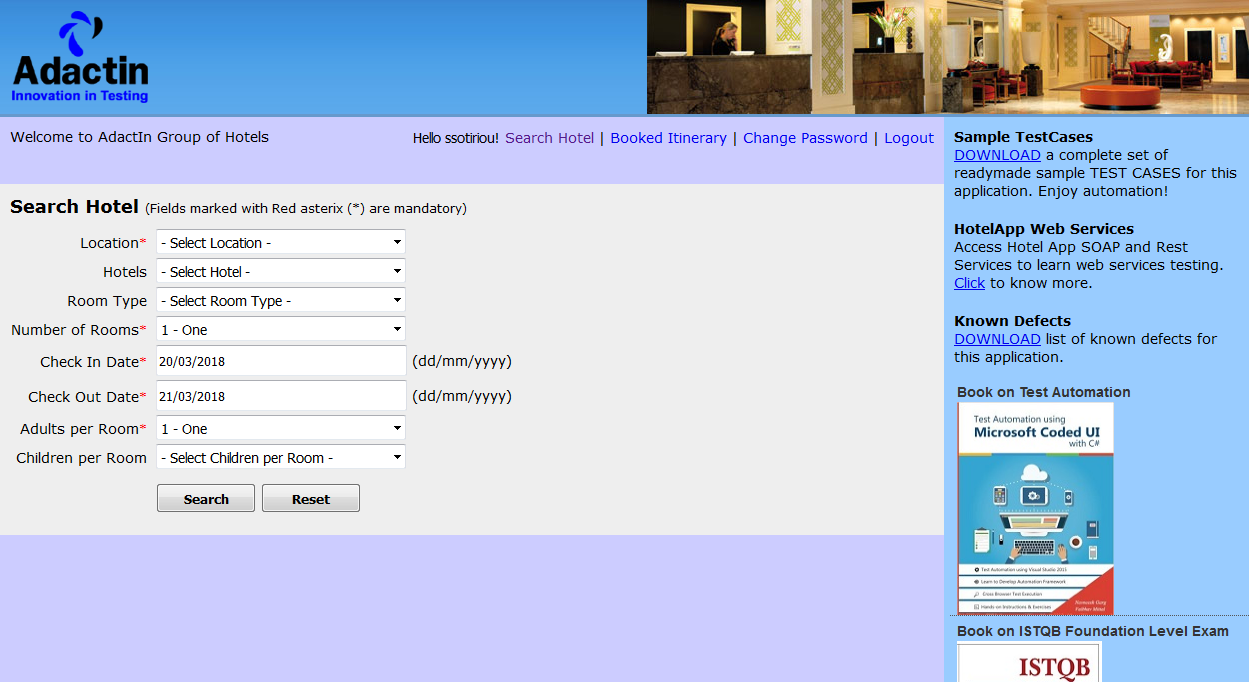 Adactin
Innovation in Testing
Welcome to AdactIn Group of Hotels
Hello ssotiriou! Search Hotel | Booked Itinerary | Change Password | Logout
Search Hotel (Fields marked with Red asterix (*) are mandatory)
Location* - Select Location -
Hotels - Select Hotel -
Room Type - Select Room Type -
Number of Rooms* 1 - One
Check In Date* 20/03/2018 (dd/mm/yyyy)
Check Out Date* 21/03/2018 (dd/mm/yyyy)
Adults per Room* 1 - One
Children per Room - Select Children per Room -
Search Reset
Sample TestCases
DOWNLOAD a complete set of
readymade sample TEST CASES for this
application. Enjoy automation!
HotelApp Web Services
Access Hotel App SOAP and Rest
Services to learn web services testing.
Click to know more.
Known Defects
DOWNLOAD list of known defects for
this application.
Book on Test Automation
Test Automation using
Microsoft Coded UI
with C#
Test Automation using Visual Studio 2015
Learn to Develop Automation Framework
Cross Browser Test Execution
Hands-on Instructions & Exercises
Navneesh Garg
Vaibhav Mittal
Book on ISTQB Foundation Level Exam
ISTQB